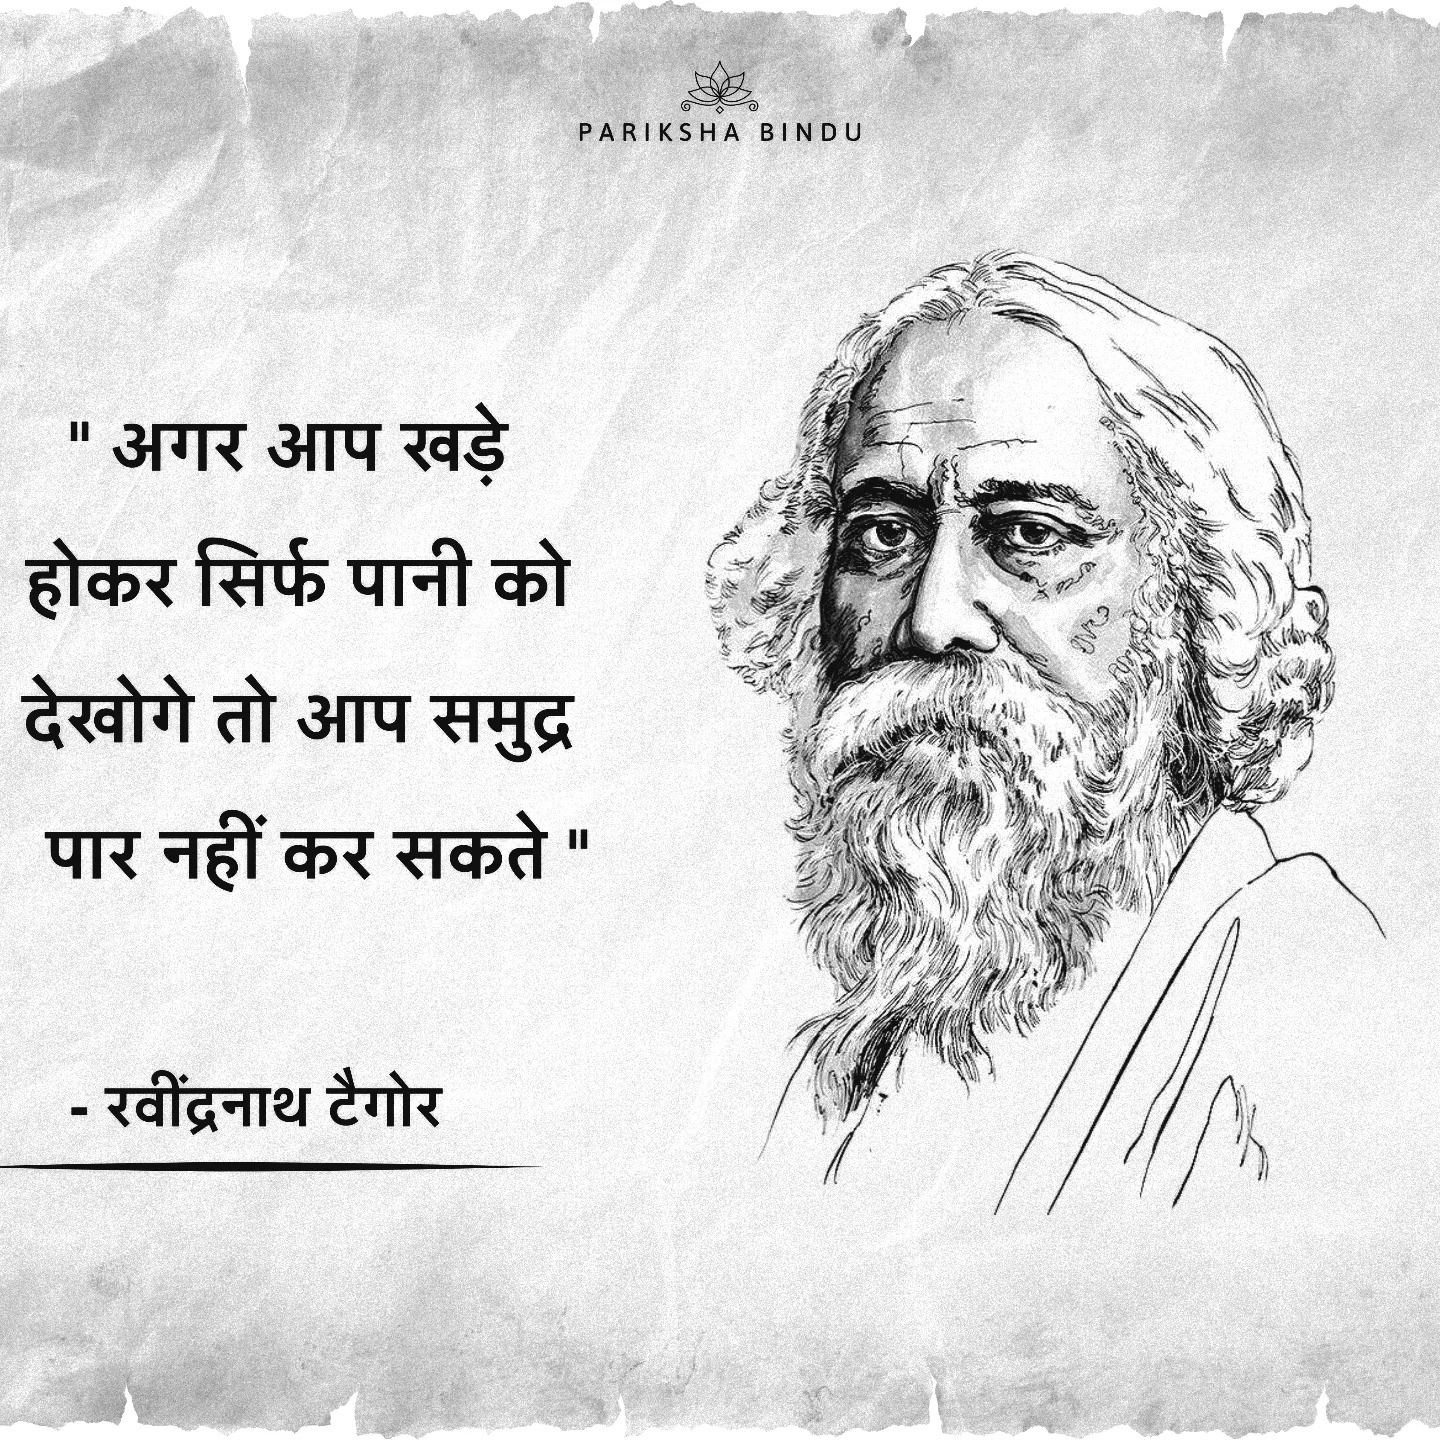 PARIKSHA BINDU
" अगर आप खड़े
होकर सिर्फ पानी को
देखोगे तो आप समुद्र
पार नहीं कर सकते "
- रवींद्रनाथ टैगोर